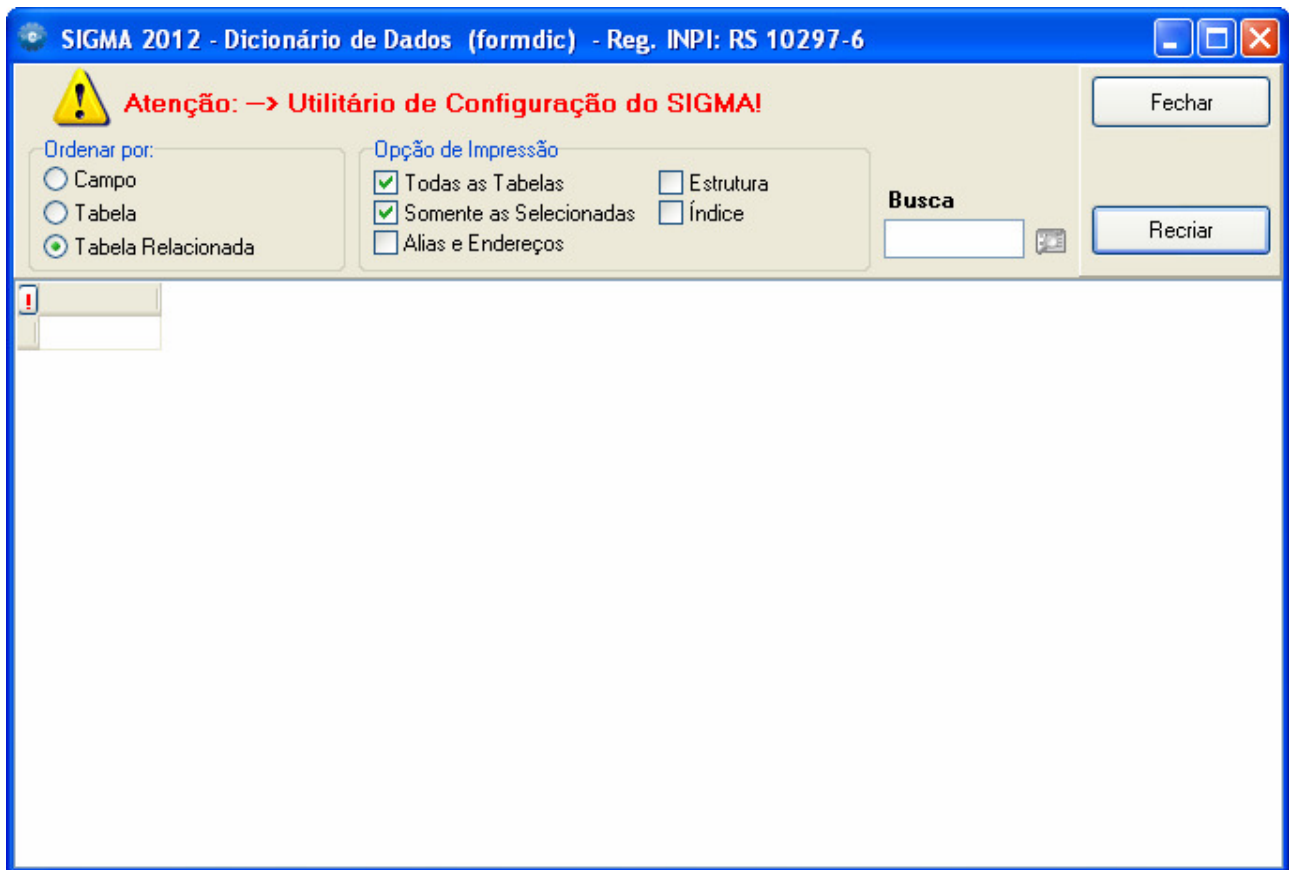 SIGMA 2012 - Dicionário de Dados (formdic) - Reg. INPI: RS 10297-6
Atenção: —> Utilitário de Configuração do SIGMA!
Fechar
Ordenar por:
Campo
Tabela
Tabela Relacionada
Opção de Impressão
Todas as Tabelas
Somente as Selecionadas
Alias e Endereços
Estrutura
Índice
Busca
Recriar